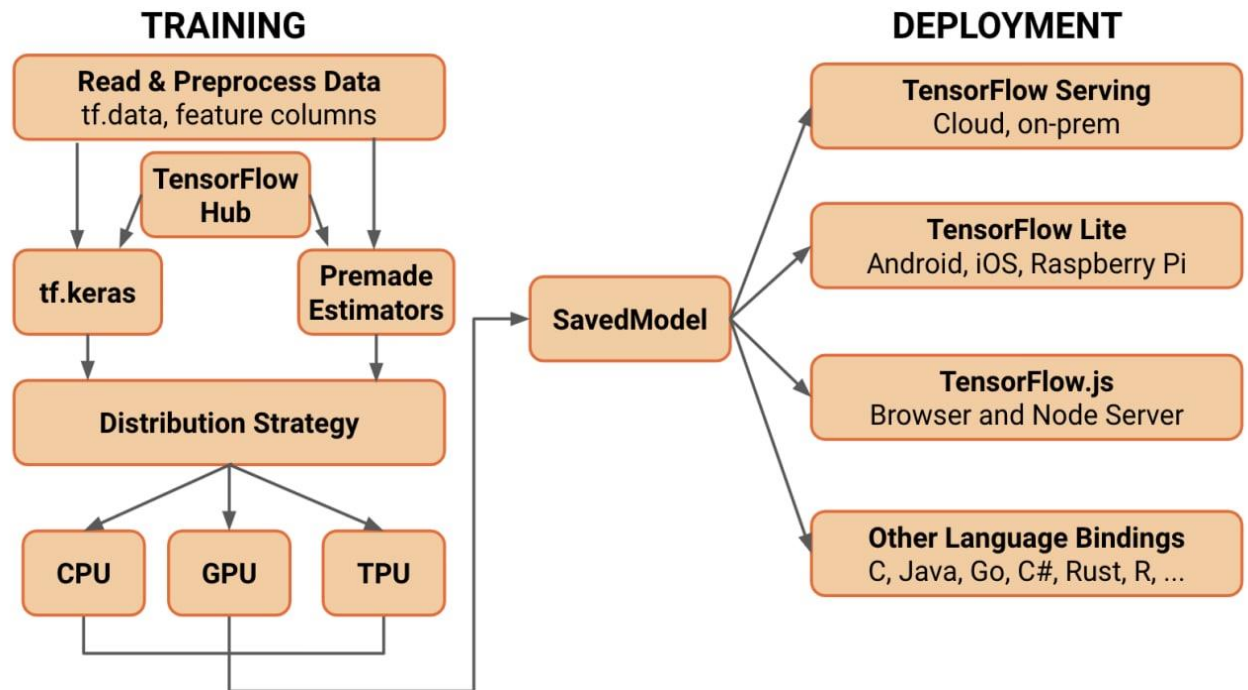 TRAINING
Read & Preprocess Data
tf.data, feature columns
TensorFlow
Hub
tf.keras
Premade
Estimators
Distribution Strategy
CPU
GPU
TPU
SavedModel
DEPLOYMENT
TensorFlow Serving
Cloud, on-prem
TensorFlow Lite
Android, iOS, Raspberry Pi
TensorFlow.js
Browser and Node Server
Other Language Bindings
C, Java, Go, C#, Rust, R, ...